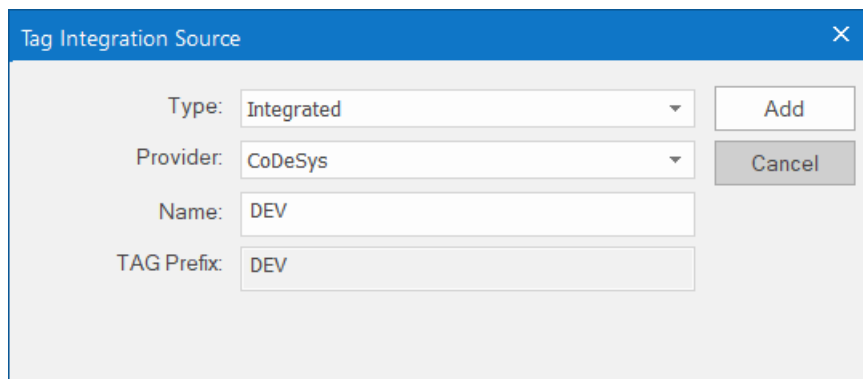 Tag Integration Source
Type: Integrated Add
Provider: CoDeSys Cancel
Name: DEV
TAG Prefix: DEV